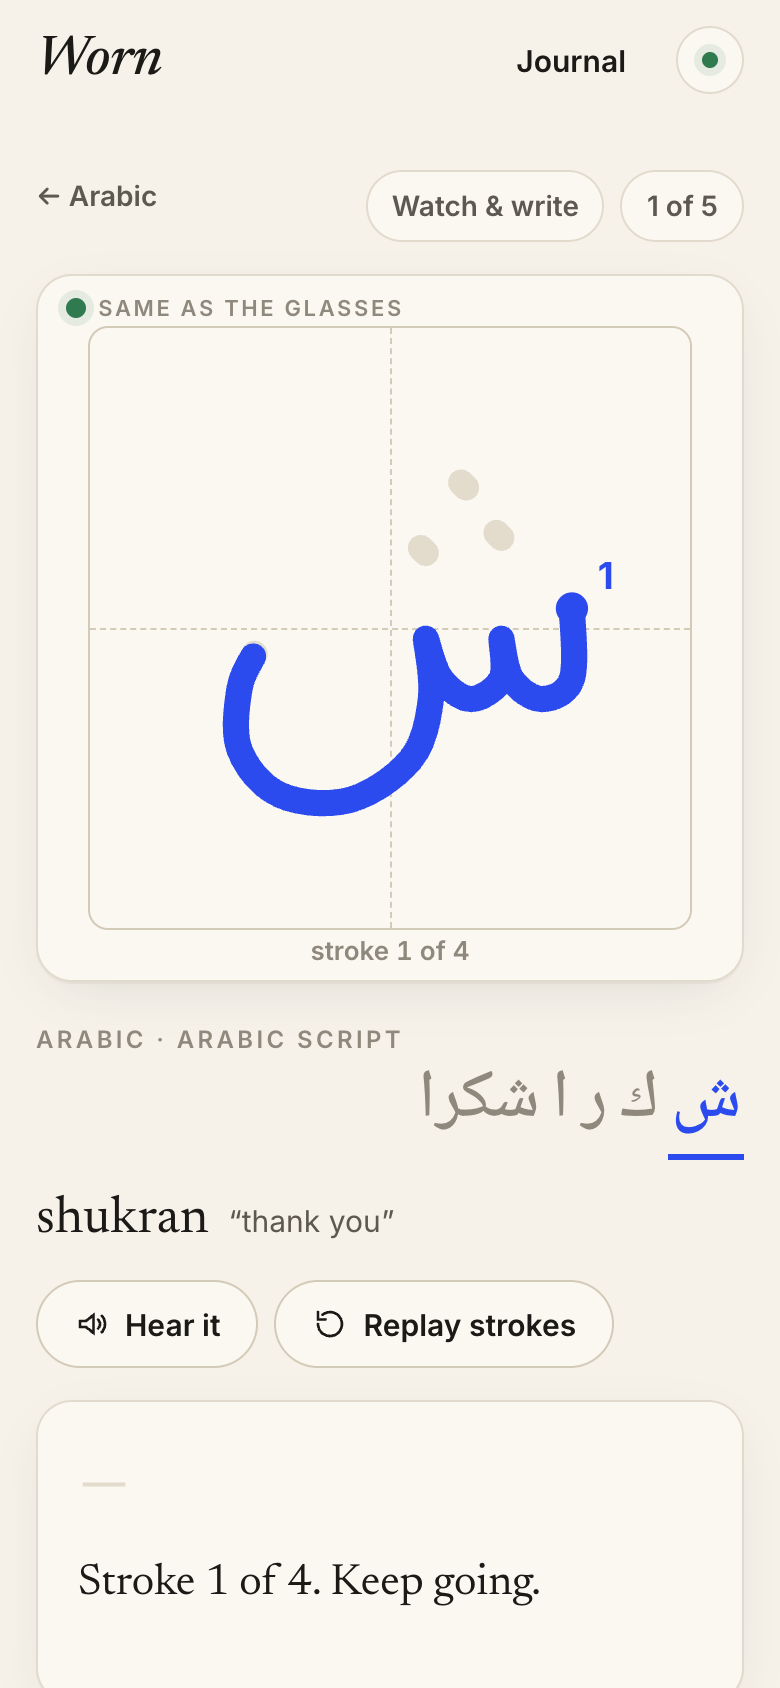 Worn
Journal
← Arabic
Watch & write
1 of 5
SAME AS THE GLASSES
1
س
stroke 1 of 4
ARABIC · ARABIC SCRIPT
ش ك ر ا شكرا
shukran “thank you”
Hear it
Replay strokes
—
Stroke 1 of 4. Keep going.